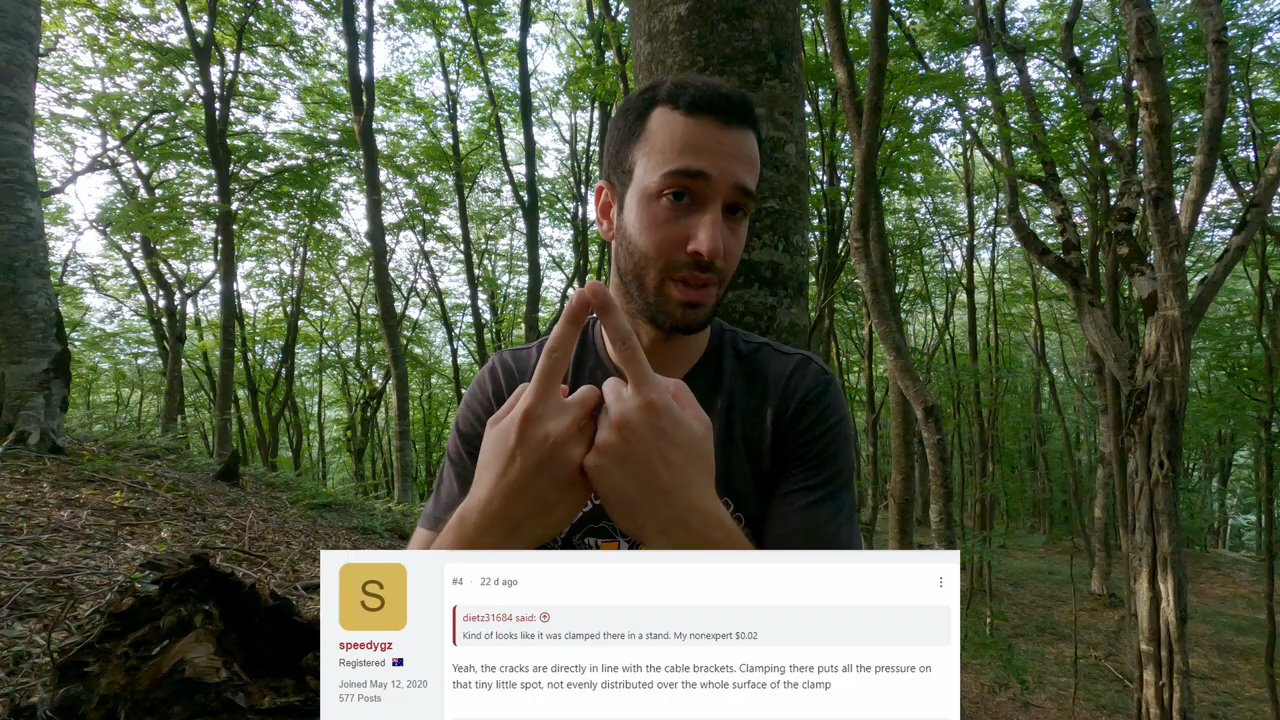 S
speedygz
Registered
Joined May 12, 2020
577 Posts
#4 · 22 d ago
dietz31684 said:
Kind of looks like it was clamped there in a stand. My nonexpert $0.02
Yeah, the cracks are directly in line with the cable brackets. Clamping there puts all the pressure on
that tiny little spot, not evenly distributed over the whole surface of the clamp